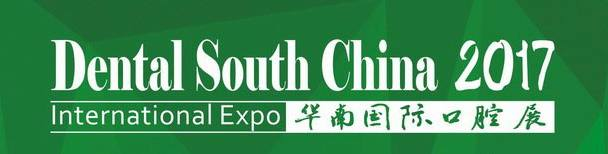 Dental South China 2017
International Expo 华南国际口腔展